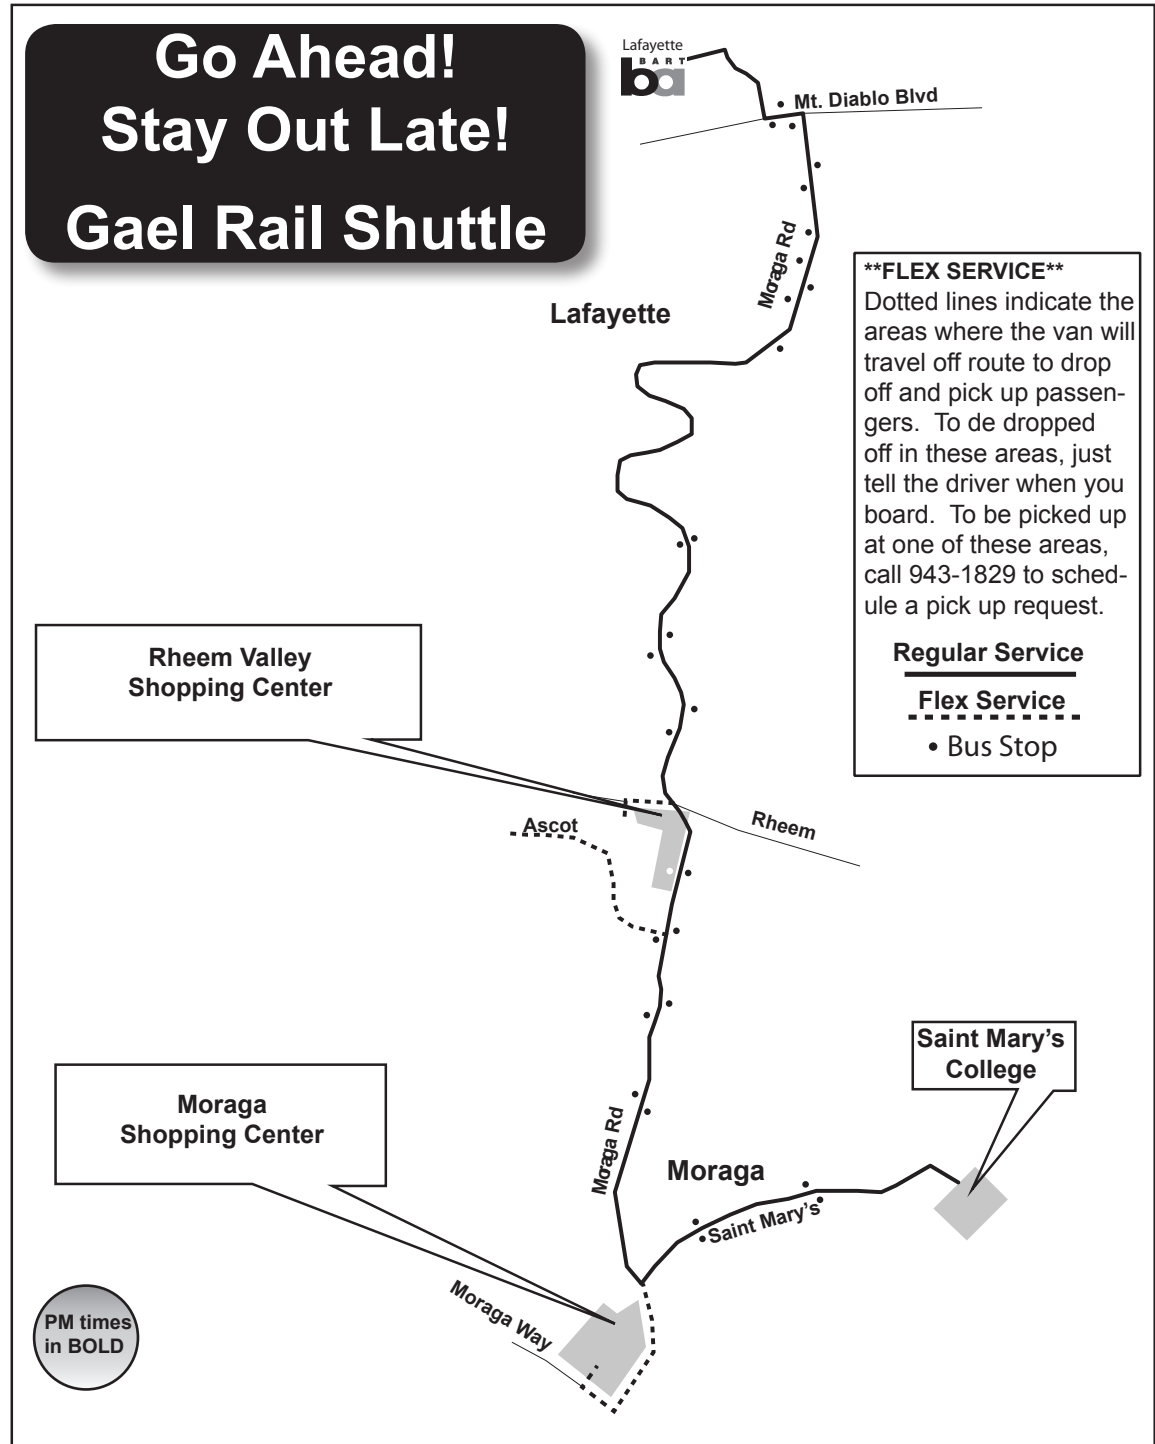 Go Ahead!
Stay Out Late!
Gael Rail Shuttle
Lafayette
BART
ba
Mt. Diablo Blvd
Moraga Rd
Lafayette
**FLEX SERVICE**
Dotted lines indicate the
areas where the van will
travel off route to drop
off and pick up passen-
gers.  To de dropped
off in these areas, just
tell the driver when you
board.  To be picked up
at one of these areas,
call 943-1829 to sched-
ule a pick up request.
Regular Service
Flex Service
• Bus Stop
Rheem Valley
Shopping Center
Ascot
Rheem
Saint Mary's
College
Moraga
Shopping Center
Moraga Rd
Moraga
Saint Mary's
Moraga Way
PM times
in BOLD